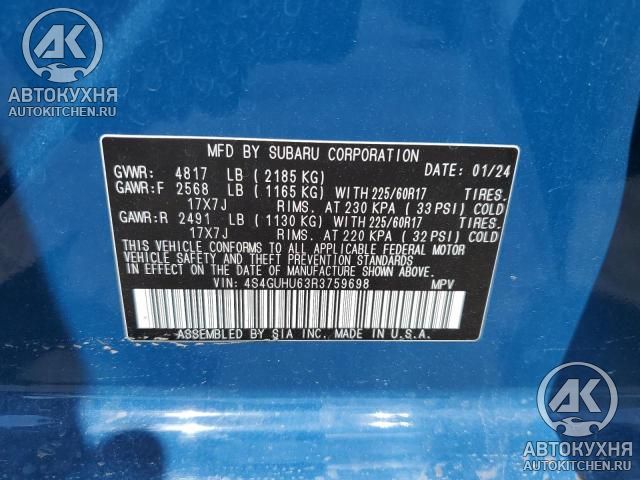 АК
АВТОКУХНЯ
AUTOKITCHEN.RU
MFD BY SUBARU CORPORATION
GVWR: 4817 LB (2185 KG) DATE: 01/24
GAWR:F 2568 LB (1165 KG) WITH 225/60R17 TIRES.
17X7J RIMS. AT 230 KPA (33 PSI) COLD
GAWR:R 2491 LB (1130 KG) WITH 225/60R17 TIRES.
17X7J RIMS. AT 220 KPA (32 PSI) COLD
THIS VEHICLE CONFORMS TO ALL APPLICABLE FEDERAL MOTOR
VEHICLE SAFETY, THEFT PREVENTION STANDARDS
IN EFFECT ON THE DATE OF MANUFACTURE SHOWN ABOVE.
VIN: 4S4GUHU63R3759698 MPV
ASSEMBLED BY SIA INC. IN U.S.A.
АК
АВТОКУХНЯ
AUTOKITCHEN.RU